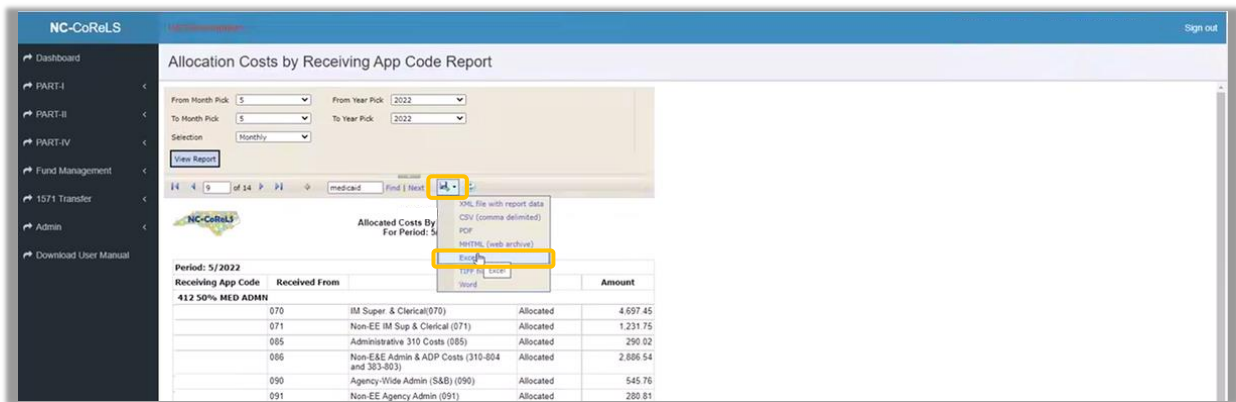 NC-CoReLS
Sign out
Dashboard
PART-I
PART-II
PART-IV
Fund Management
1571 Transfer
Admin
Download User Manual
Allocation Costs by Receiving App Code Report
From Month Pick 5 From Year Pick 2022
To Month Pick 5 To Year Pick 2022
Selection Monthly
View Report
9 of 14 medicaid Find | Next
XML file with report data
CSV (comma delimited)
PDF
MHTML (web archive)
Excel
TIFF file Excel
Word
NC-CoReLS
Allocated Costs By
For Period: 5/
Period: 5/2022
Receiving App Code Received From Amount
412 50% MED ADMN
070 IM Super. & Clerical(070) Allocated 4,697.45
071 Non-EE IM Sup & Clerical (071) Allocated 1,231.75
085 Administrative 310 Costs (085) Allocated 290.02
086 Non-E&E Admin & ADP Costs (310-804 Allocated 2,886.54
and 383-803)
090 Agency-Wide Admin (S&B) (090) Allocated 545.76
091 Non-EE Agency Admin (091) Allocated 280.81